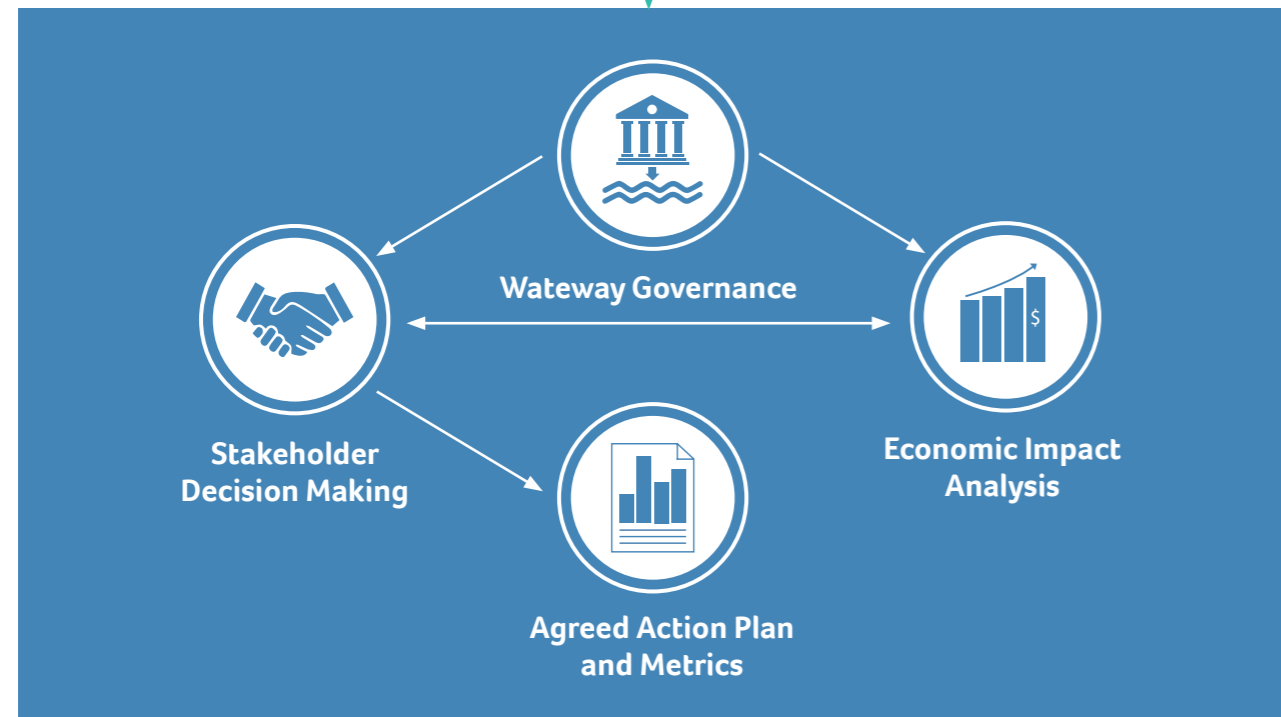 Wateway Governance
Stakeholder
Decision Making
$
Economic Impact
Analysis
Agreed Action Plan
and Metrics